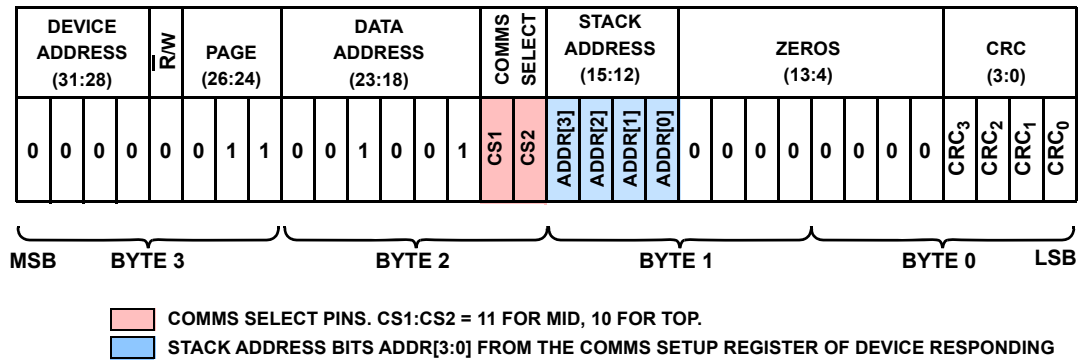 DEVICE ADDRESS (31:28) R̅/W PAGE (26:24) DATA ADDRESS (23:18) COMMS SELECT STACK ADDRESS (15:12) ZEROS (13:4) CRC (3:0)
0 0 0 0 0 0 1 1 0 0 1 0 0 1 CS1 CS2 ADDR[3] ADDR[2] ADDR[1] ADDR[0] 0 0 0 0 0 0 0 0 CRC₃ CRC₂ CRC₁ CRC₀
MSB BYTE 3 BYTE 2 BYTE 1 BYTE 0 LSB
COMMS SELECT PINS. CS1:CS2 = 11 FOR MID, 10 FOR TOP.
STACK ADDRESS BITS ADDR[3:0] FROM THE COMMS SETUP REGISTER OF DEVICE RESPONDING